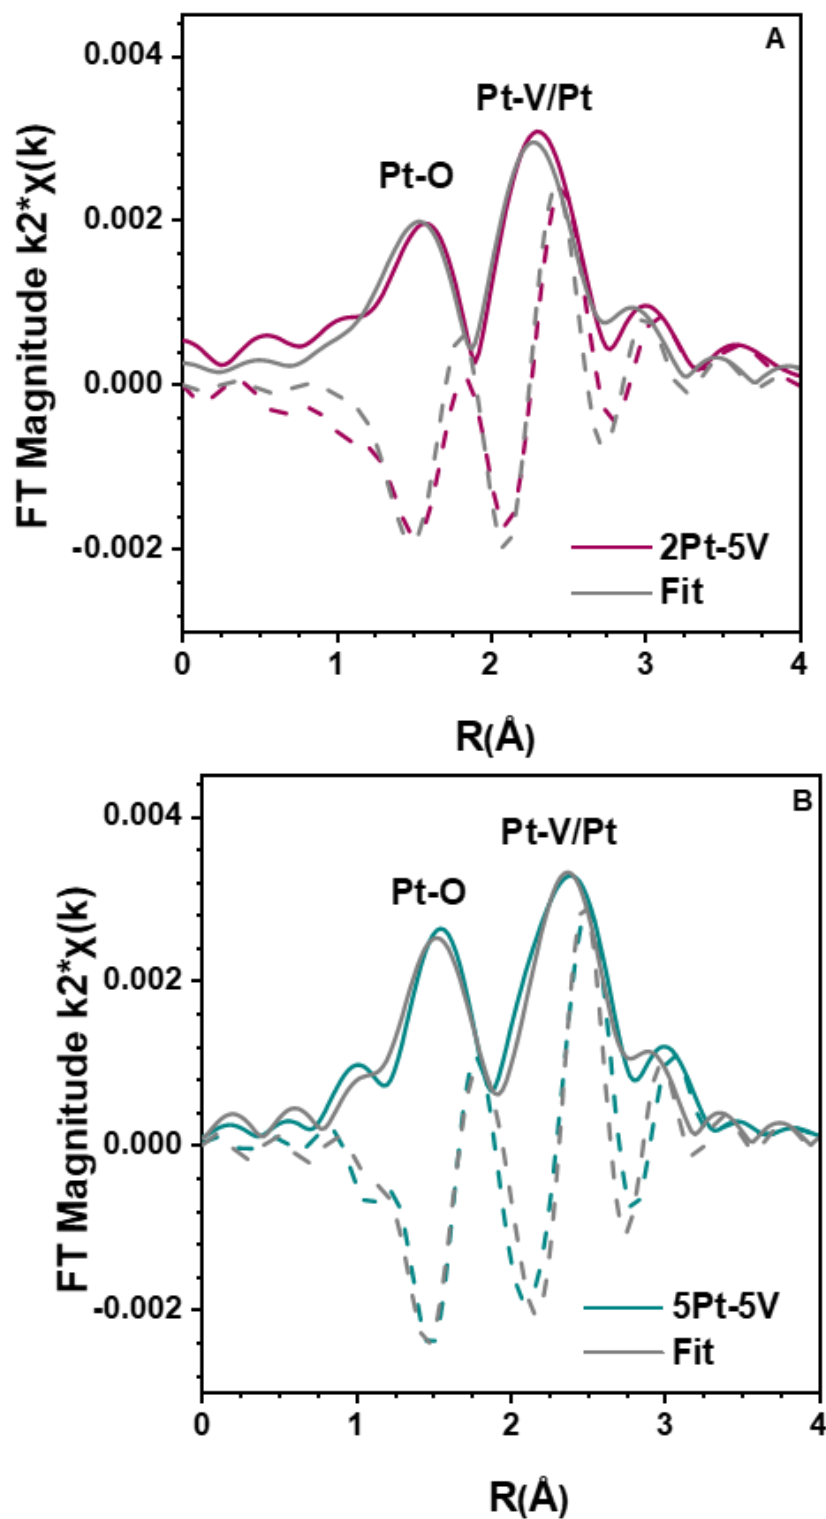 A
0.004
Pt-V/Pt
Pt-O
0.002
0.000
-0.002
FT Magnitude k2*χ(k)
2Pt-5V
Fit
0 1 2 3 4
R(Å)
B
0.004
Pt-V/Pt
Pt-O
0.002
0.000
-0.002
FT Magnitude k2*χ(k)
5Pt-5V
Fit
0 1 2 3 4
R(Å)